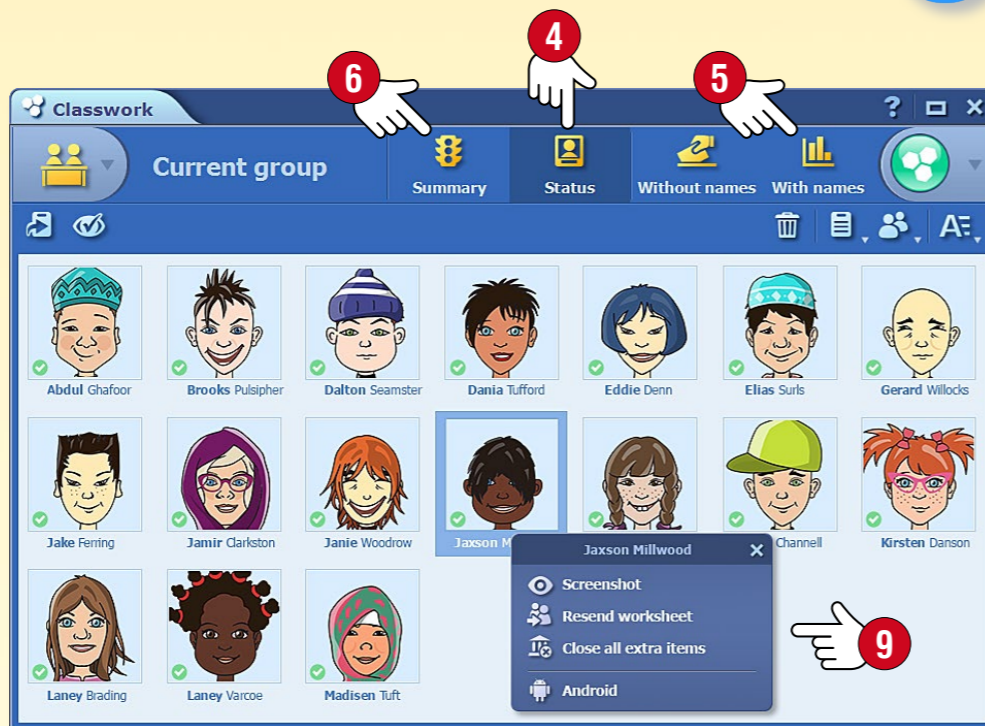 4
6
5
Classwork
?
Current group
Summary
Status
Without names
With names
A
Abdul Ghafoor
Brooks Pulsipher
Dalton Seamster
Dania Tufford
Eddie Denn
Elias Surls
Gerard Willocks
Jake Ferring
Jamir Clarkston
Janie Woodrow
Jaxson M
Channell
Kirsten Danson
Jaxson Millwood
Screenshot
Resend worksheet
Close all extra items
Android
9
Laney Brading
Laney Varcoe
Madisen Tuft